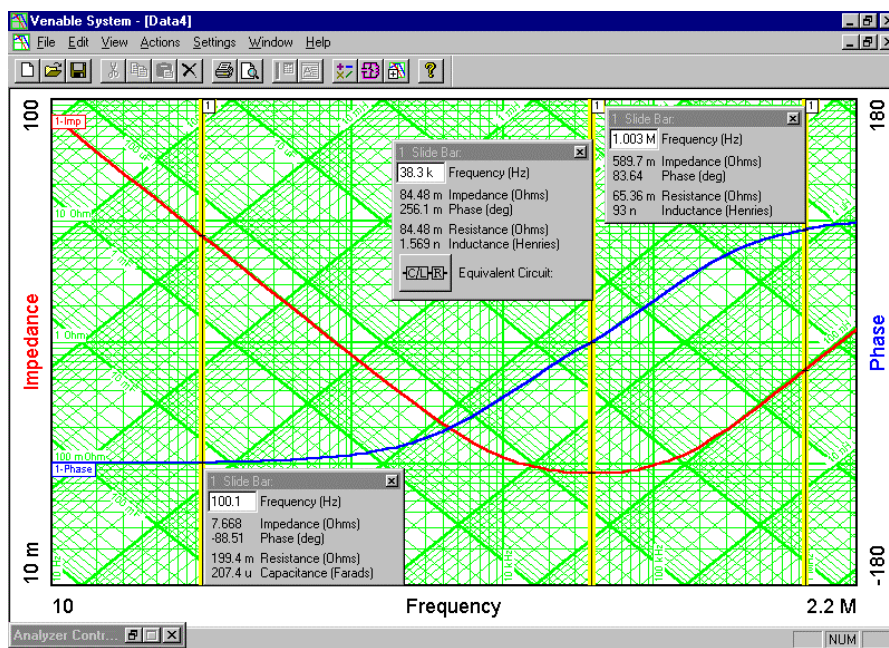 Venable System - [Data4]
File Edit View Actions Settings Window Help
100
180
1-Imp
1
1
1
1 Slide Bar:
1.003 M Frequency (Hz)
589.7 m Impedance (Ohms)
83.64 Phase (deg)
65.36 m Resistance (Ohms)
93 n Inductance (Henries)
1 Slide Bar:
38.3 k Frequency (Hz)
84.48 m Impedance (Ohms)
256.1 m Phase (deg)
84.48 m Resistance (Ohms)
1.569 n Inductance (Henries)
C/L R Equivalent Circuit:
10 Ohm
1 Ohm
Impedance
Phase
100 mOhm
1-Phase
1 Slide Bar:
100.1 Frequency (Hz)
7.668 Impedance (Ohms)
-88.51 Phase (deg)
199.4 m Resistance (Ohms)
207.4 u Capacitance (Farads)
10 Hz
10 kHz
10 m
-180
10 Frequency 2.2 M
Analyzer Contr...
NUM